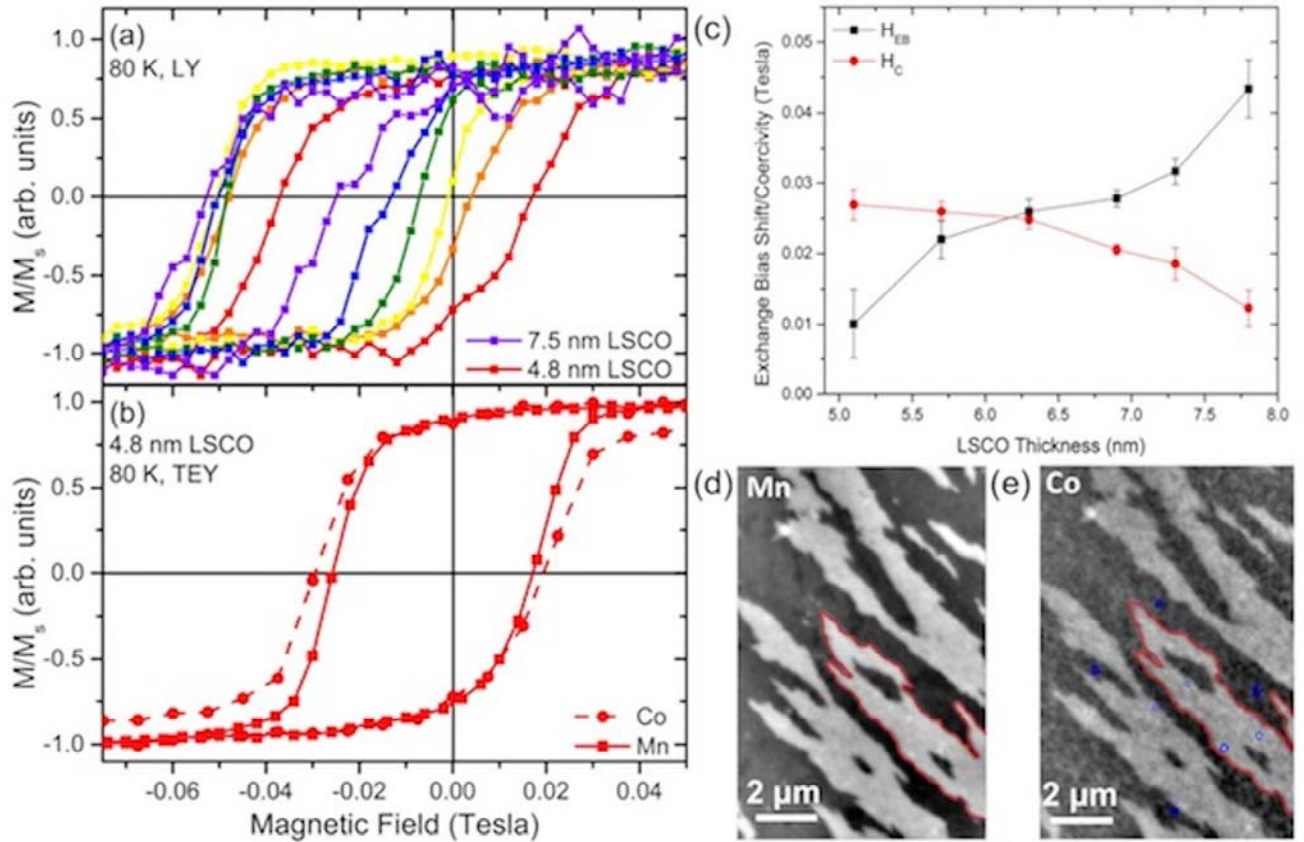 (a)
80 K, LY
M/Ms (arb. units)
1.0
0.5
0.0
-0.5
-1.0
7.5 nm LSCO
4.8 nm LSCO
(b)
4.8 nm LSCO
80 K, TEY
M/Ms (arb. units)
1.0
0.5
0.0
-0.5
-1.0
Co
Mn
-0.06
-0.04
-0.02
0.00
0.02
0.04
Magnetic Field (Tesla)
(c)
HEB
HC
Exchange Bias Shift/Coercivity (Tesla)
0.05
0.04
0.03
0.02
0.01
0.00
5.0
5.5
6.0
6.5
7.0
7.5
8.0
LSCO Thickness (nm)
(d)
Mn
2 μm
(e)
Co
2 μm